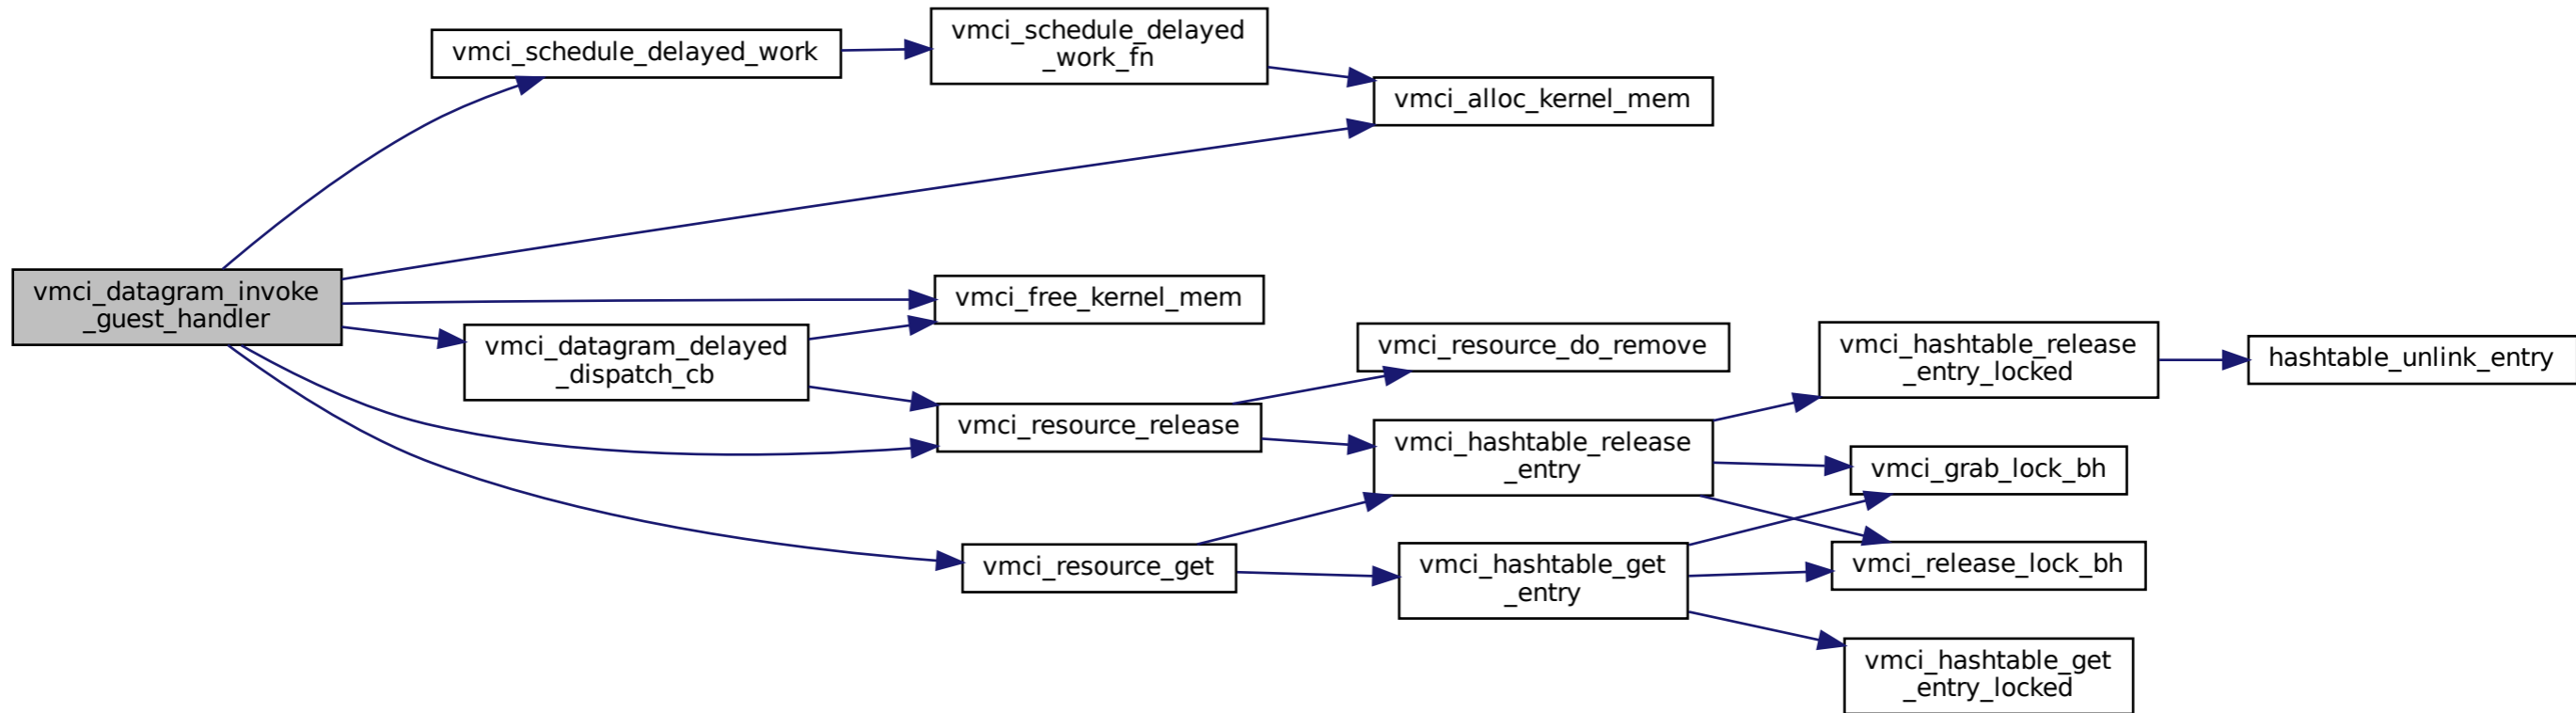 vmci_schedule_delayed
_work_fn
vmci_schedule_delayed_work
vmci_alloc_kernel_mem
vmci_datagram_invoke
_guest_handler
vmci_free_kernel_mem
vmci_datagram_delayed
_dispatch_cb
vmci_resource_do_remove
vmci_hashtable_release
_entry_locked
hashtable_unlink_entry
vmci_resource_release
vmci_hashtable_release
_entry
vmci_grab_lock_bh
vmci_resource_get
vmci_hashtable_get
_entry
vmci_release_lock_bh
vmci_hashtable_get
_entry_locked